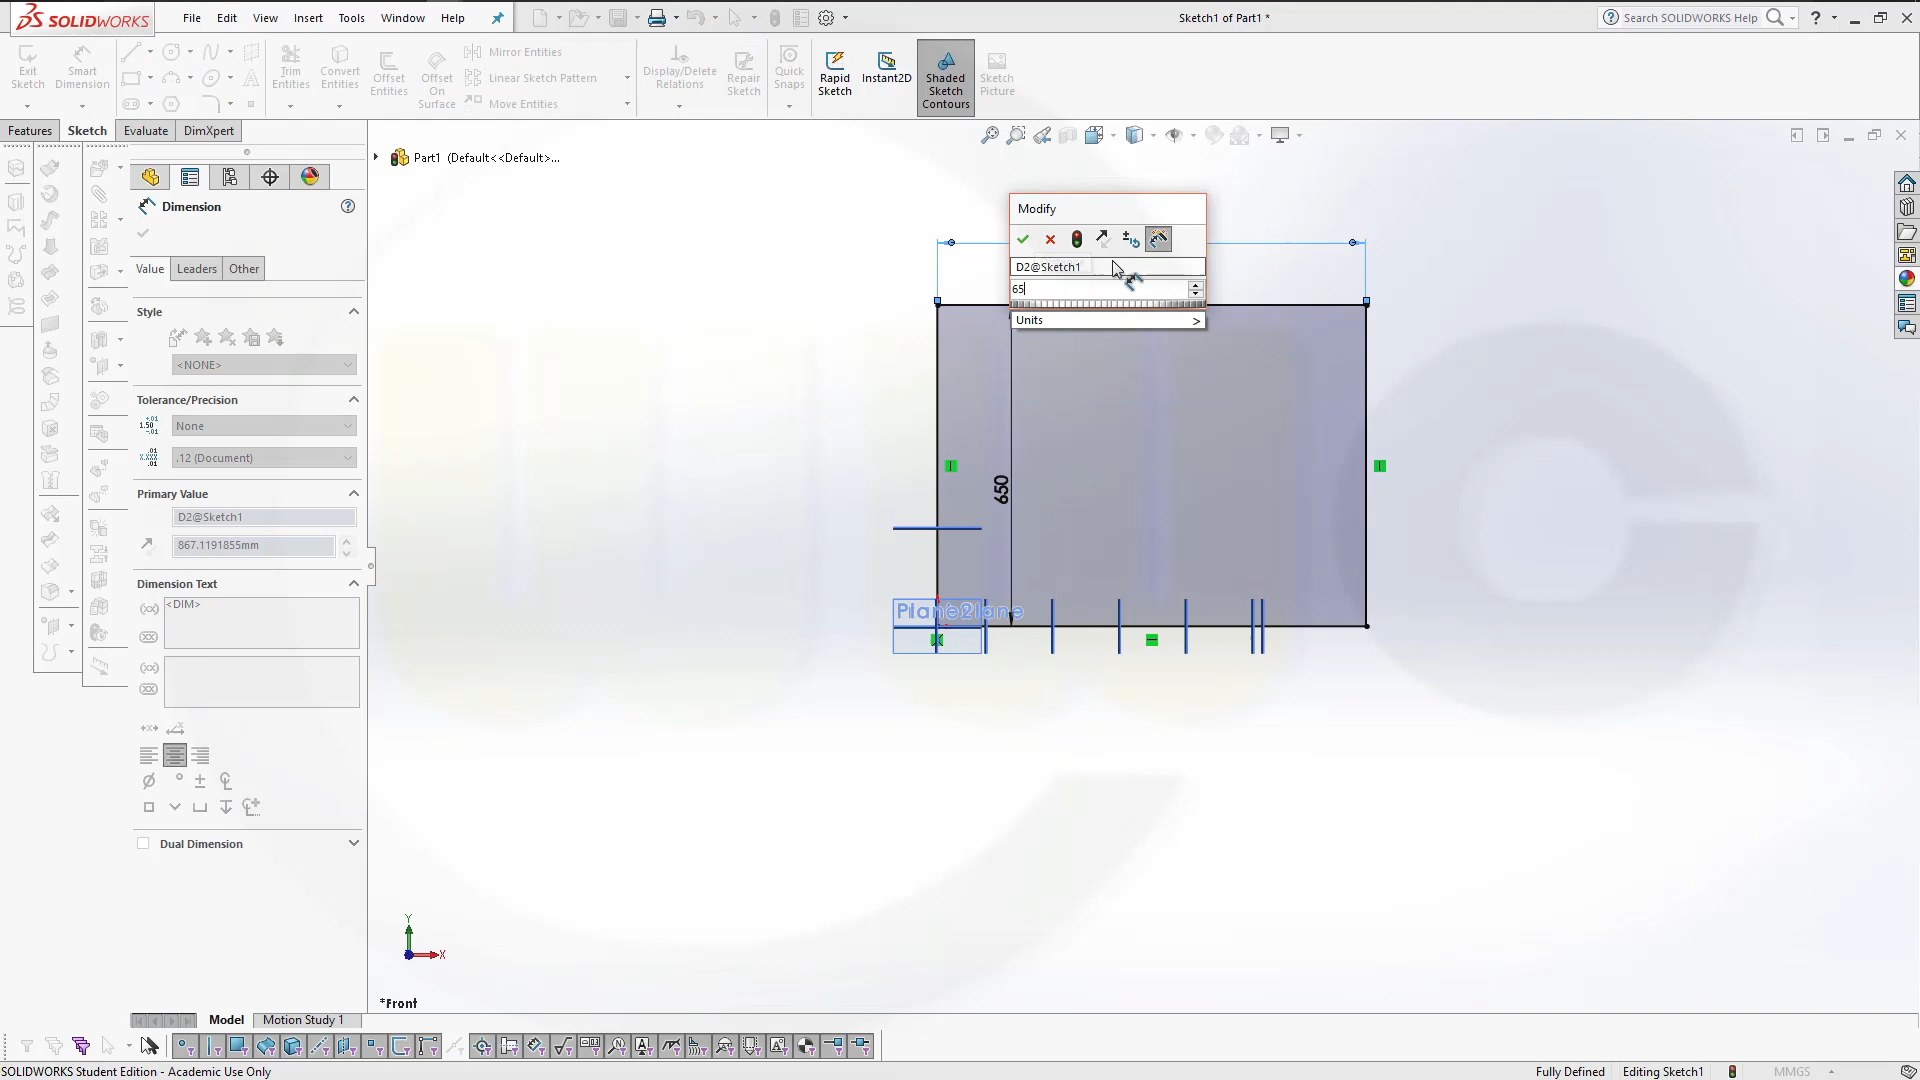 SOLIDWORKS
File Edit View Insert Tools Window Help
Sketch1 of Part1 *
Search SOLIDWORKS Help
Exit Sketch
Smart Dimension
Trim Entities
Convert Entities
Offset Entities
Offset On Surface
Mirror Entities
Linear Sketch Pattern
Move Entities
Display/Delete Relations
Repair Sketch
Quick Snaps
Rapid Sketch
Instant2D
Shaded Sketch Contours
Sketch Picture
Features Sketch Evaluate DimXpert
Part1 (Default<<Default>...
Dimension
Value Leaders Other
Style
<NONE>
Tolerance/Precision
None
.12 (Document)
Primary Value
D2@Sketch1
867.1191855mm
Dimension Text
<DIM>
Dual Dimension
Modify
D2@Sketch1
65
Units
650
Plane2lane
Y
X
*Front
Model Motion Study 1
SOLIDWORKS Student Edition - Academic Use Only
Fully Defined Editing Sketch1 MMGS